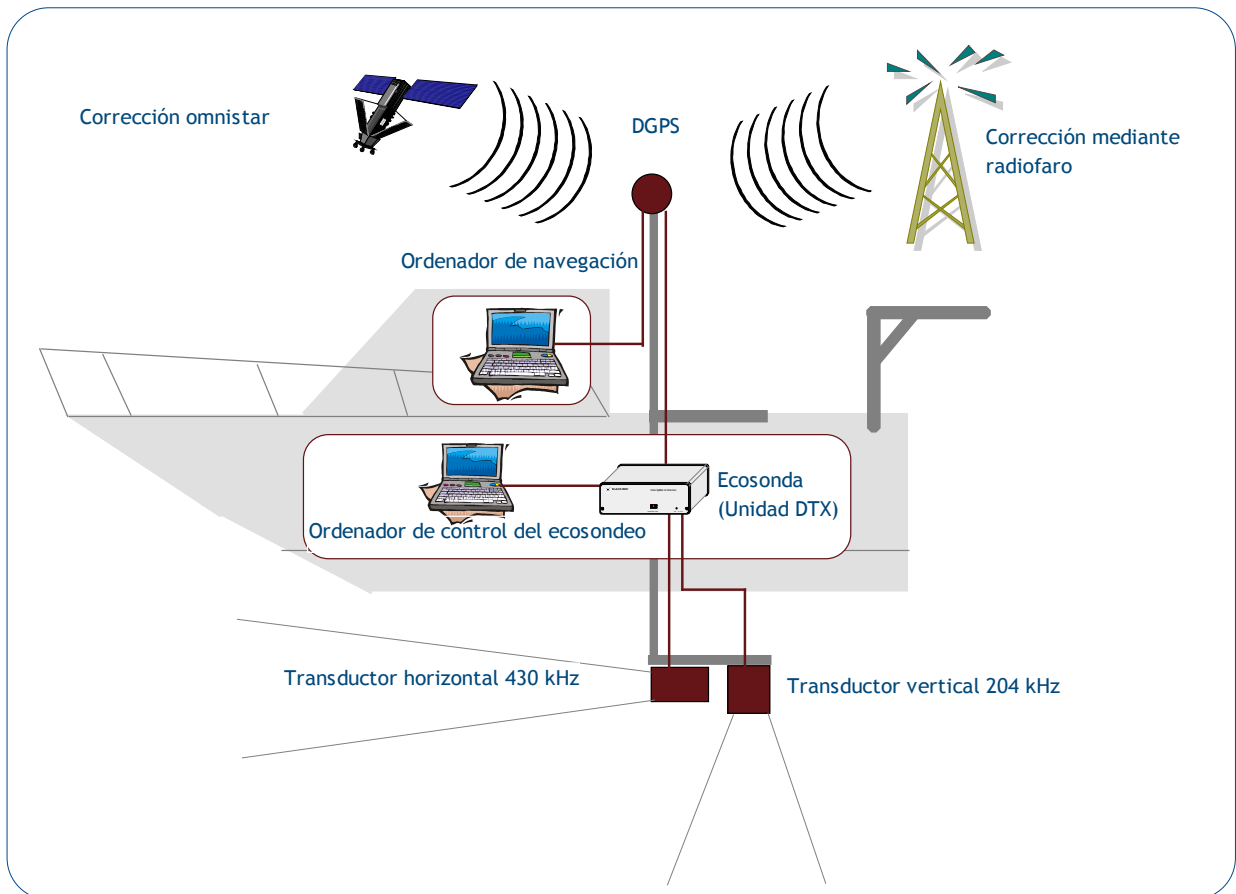 Corrección omnistar
DGPS
Corrección mediante
radiofaro
Ordenador de navegación
Ecosonda
(Unidad DTX)
Ordenador de control del ecosondeo
Transductor horizontal 430 kHz
Transductor vertical 204 kHz